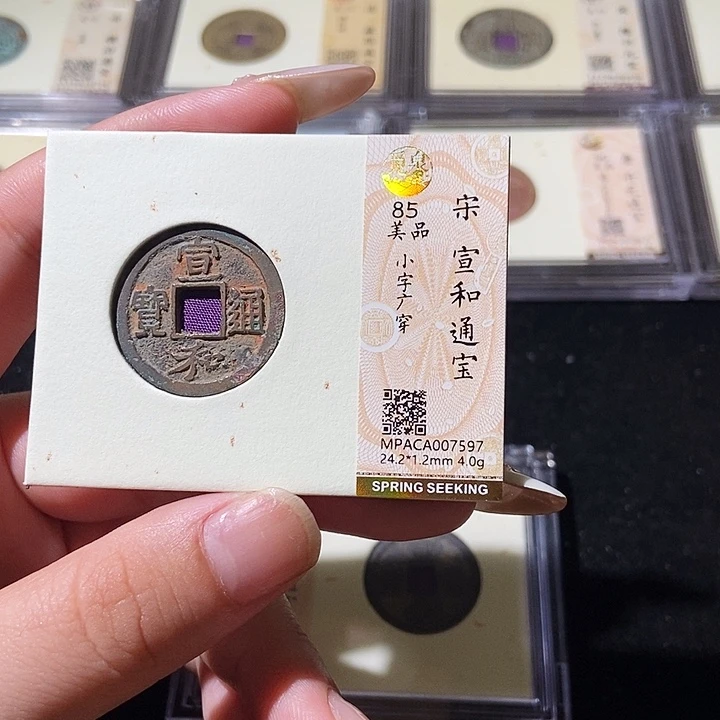 宣
和
通
寶
宋 宣和通宝
85
美品
小字广穿
MPACA007597
24.2*1.2mm 4.0g
SPRING SEEKING